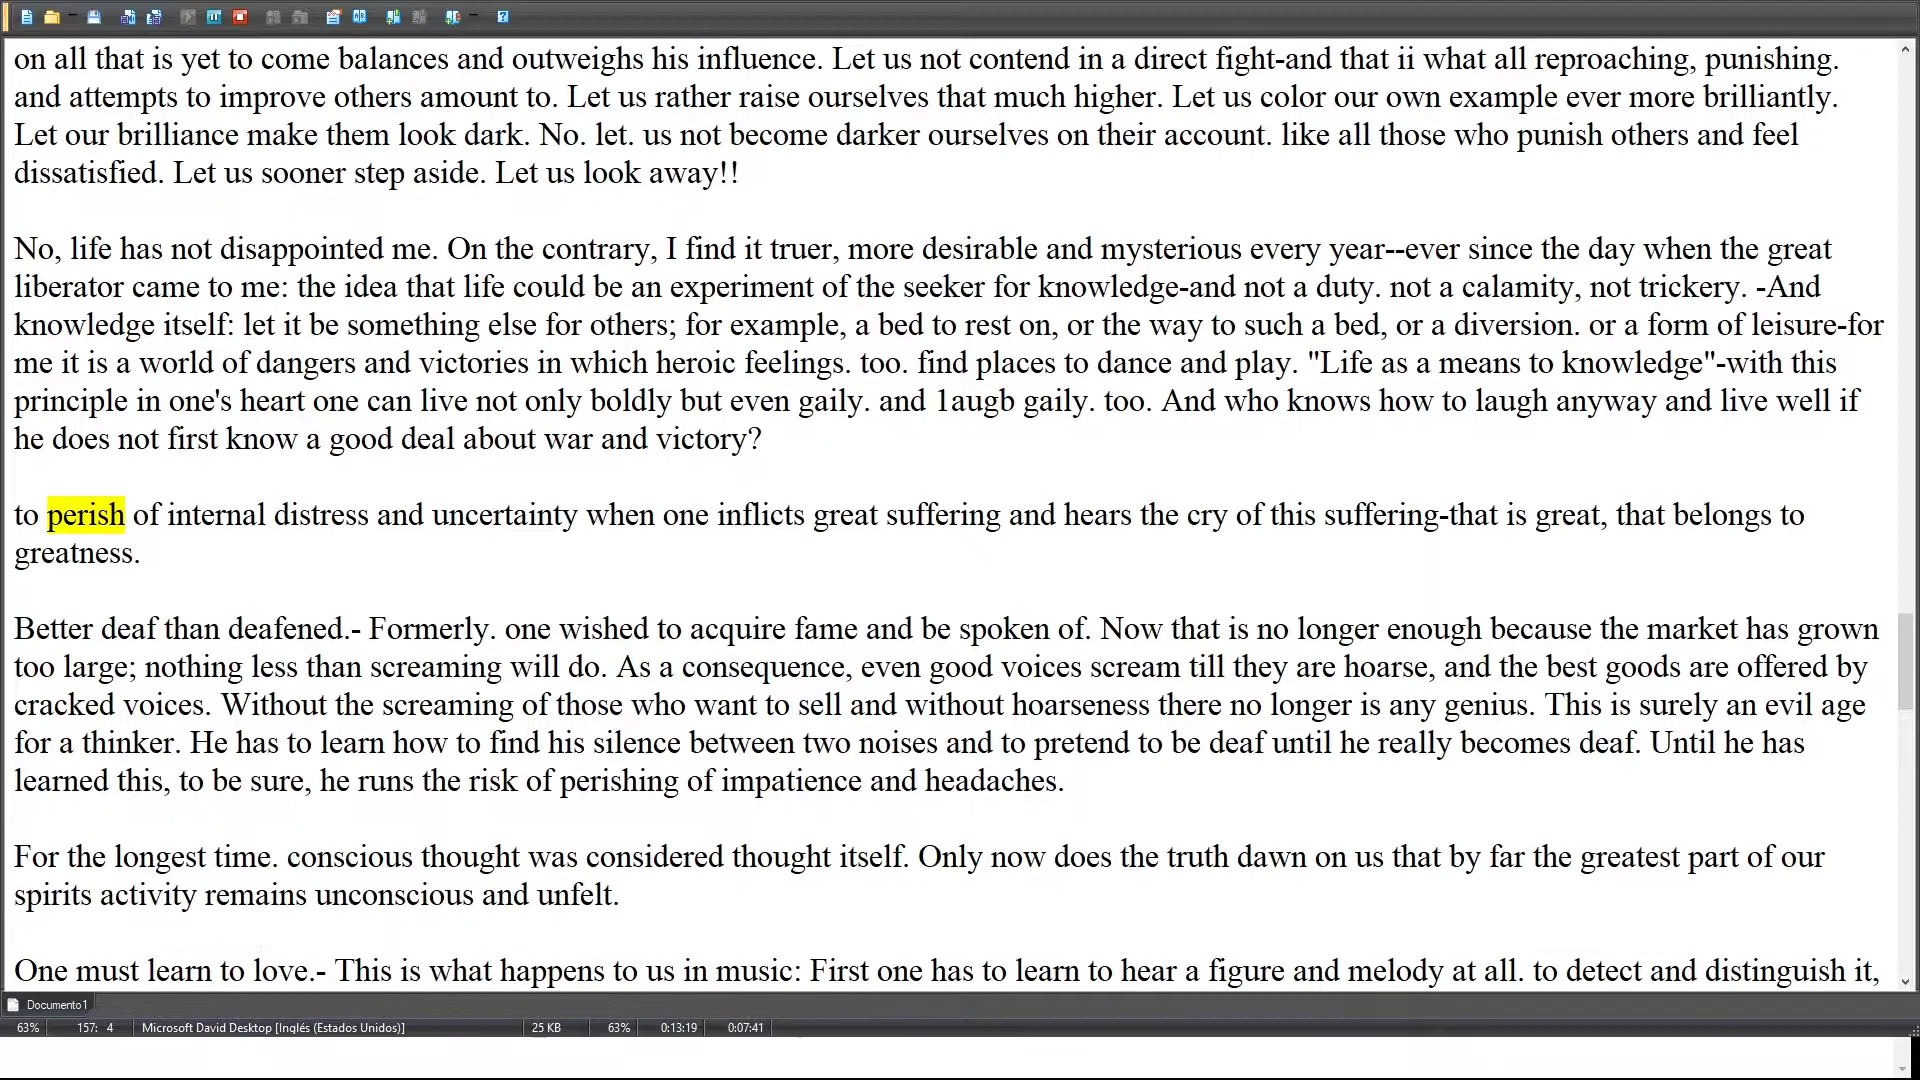 on all that is yet to come balances and outweighs his influence. Let us not contend in a direct fight-and that ii what all reproaching, punishing.
and attempts to improve others amount to. Let us rather raise ourselves that much higher. Let us color our own example ever more brilliantly.
Let our brilliance make them look dark. No. let. us not become darker ourselves on their account. like all those who punish others and feel
dissatisfied. Let us sooner step aside. Let us look away!!
No, life has not disappointed me. On the contrary, I find it truer, more desirable and mysterious every year--ever since the day when the great
liberator came to me: the idea that life could be an experiment of the seeker for knowledge-and not a duty. not a calamity, not trickery. -And
knowledge itself: let it be something else for others; for example, a bed to rest on, or the way to such a bed, or a diversion. or a form of leisure-for
me it is a world of dangers and victories in which heroic feelings. too. find places to dance and play. "Life as a means to knowledge"-with this
principle in one's heart one can live not only boldly but even gaily. and 1augb gaily. too. And who knows how to laugh anyway and live well if
he does not first know a good deal about war and victory?
to perish of internal distress and uncertainty when one inflicts great suffering and hears the cry of this suffering-that is great, that belongs to
greatness.
Better deaf than deafened.- Formerly. one wished to acquire fame and be spoken of. Now that is no longer enough because the market has grown
too large; nothing less than screaming will do. As a consequence, even good voices scream till they are hoarse, and the best goods are offered by
cracked voices. Without the screaming of those who want to sell and without hoarseness there no longer is any genius. This is surely an evil age
for a thinker. He has to learn how to find his silence between two noises and to pretend to be deaf until he really becomes deaf. Until he has
learned this, to be sure, he runs the risk of perishing of impatience and headaches.
For the longest time. conscious thought was considered thought itself. Only now does the truth dawn on us that by far the greatest part of our
spirits activity remains unconscious and unfelt.
One must learn to love.- This is what happens to us in music: First one has to learn to hear a figure and melody at all. to detect and distinguish it,
Documento1
63% 157: 4 Microsoft David Desktop [Inglés (Estados Unidos)] 25 KB 63% 0:13:19 0:07:41